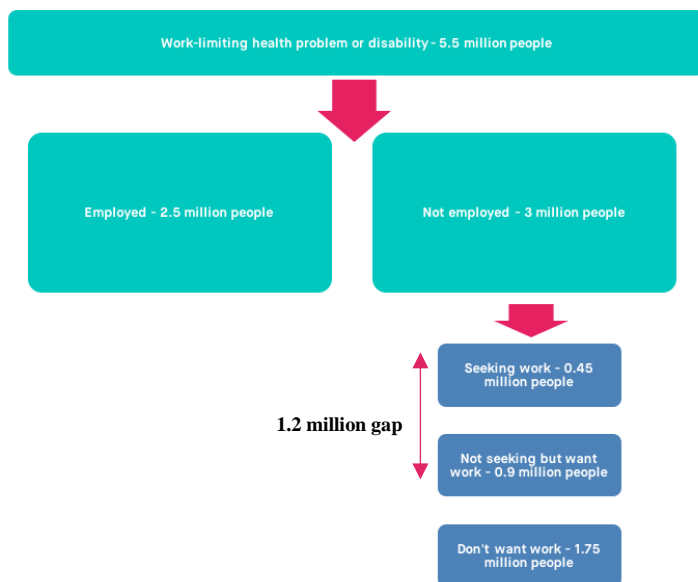 Work-limiting health problem or disability - 5.5 million people
Employed - 2.5 million people
Not employed - 3 million people
Seeking work - 0.45
million people
1.2 million gap
Not seeking but want
work - 0.9 million people
Don't want work - 1.75
million people